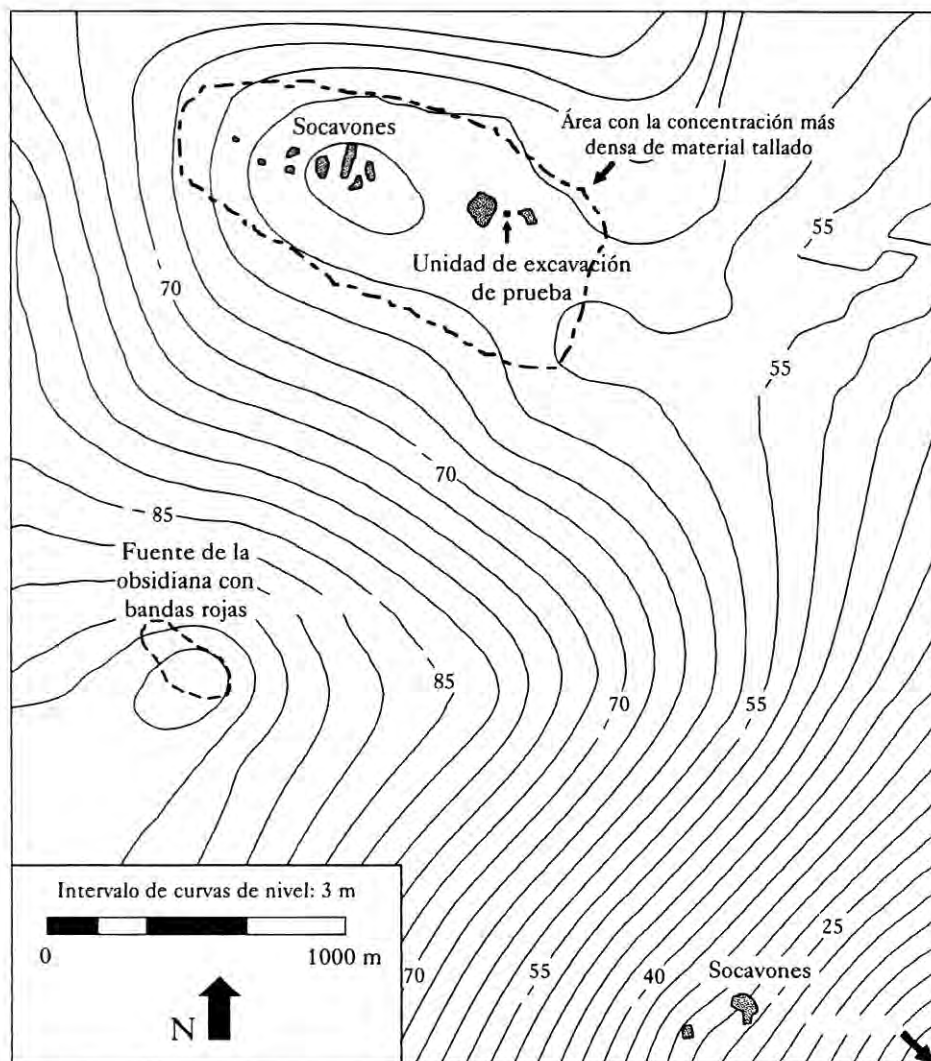 Socavones
Área con la concentración más
densa de material tallado
55
Unidad de excavación
de prueba
70
55
70
85
Fuente de la
obsidiana con
bandas rojas
85
70
55
Intervalo de curvas de nivel: 3 m
0
1000 m
N
70
55
40
25
Socavones